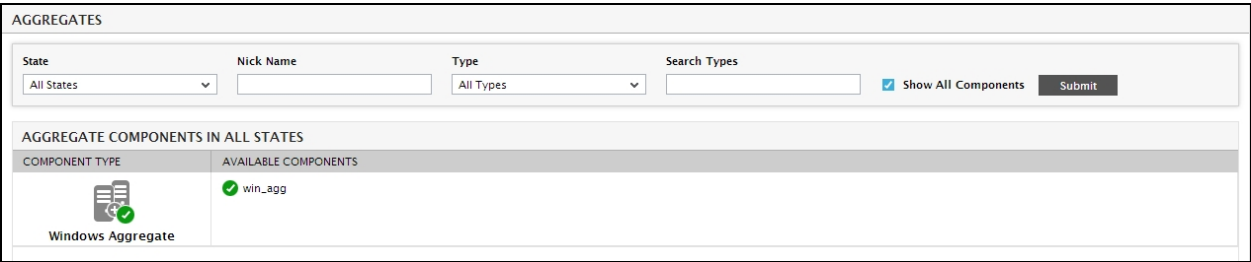 AGGREGATES
State Nick Name Type Search Types
All States All Types Show All Components Submit
AGGREGATE COMPONENTS IN ALL STATES
COMPONENT TYPE AVAILABLE COMPONENTS
win_agg
Windows Aggregate